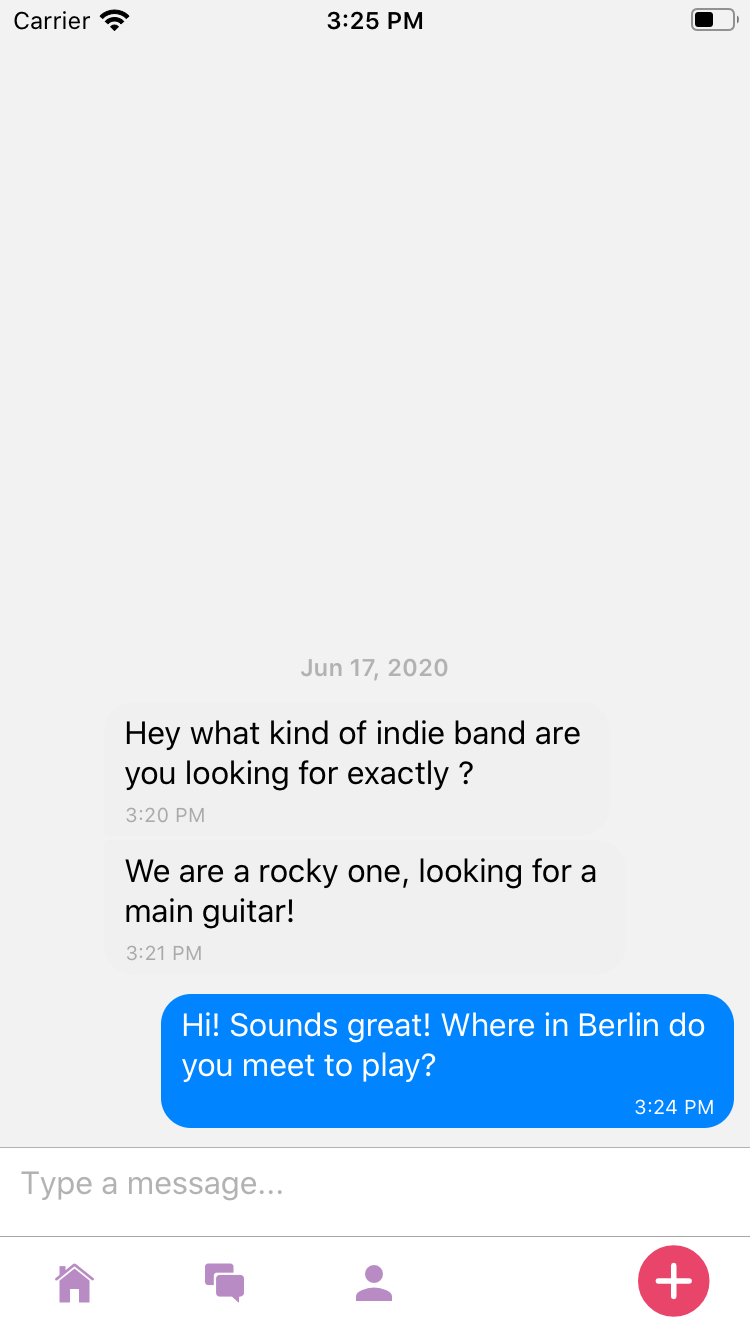 Carrier 3:25 PM
Jun 17, 2020
Hey what kind of indie band are
you looking for exactly ?
3:20 PM
We are a rocky one, looking for a
main guitar!
3:21 PM
Hi! Sounds great! Where in Berlin do
you meet to play?
3:24 PM
Type a message...